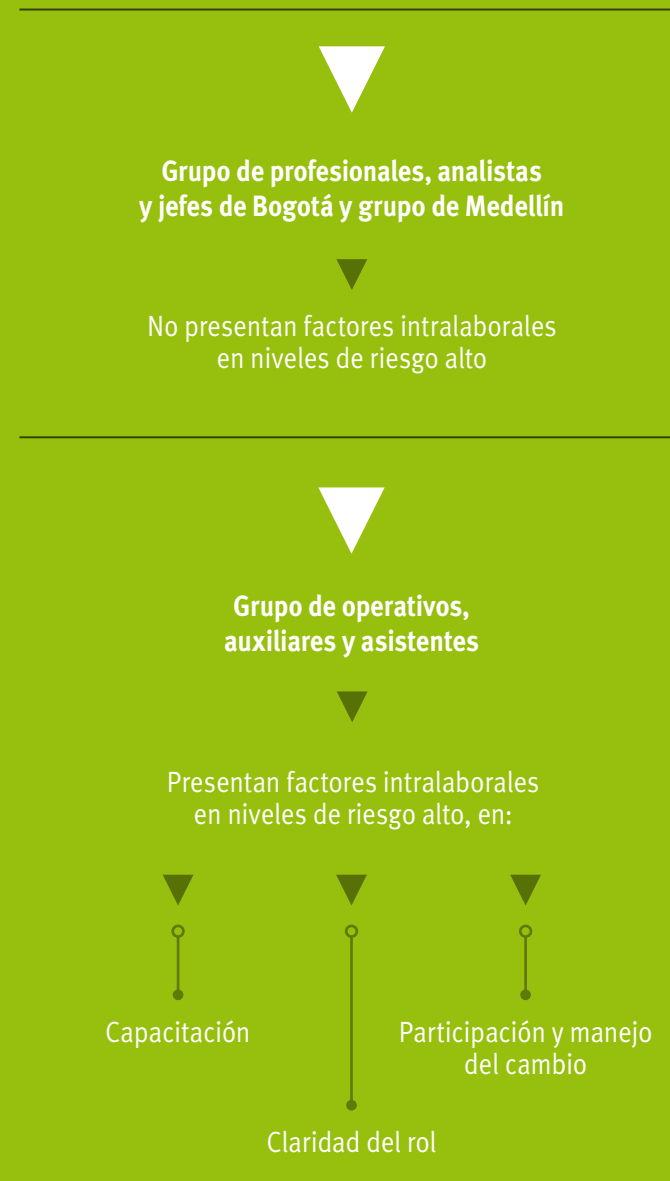 Grupo de profesionales, analistas
y jefes de Bogotá y grupo de Medellín
No presentan factores intralaborales
en niveles de riesgo alto
Grupo de operativos,
auxiliares y asistentes
Presentan factores intralaborales
en niveles de riesgo alto, en:
Capacitación
Participación y manejo
del cambio
Claridad del rol